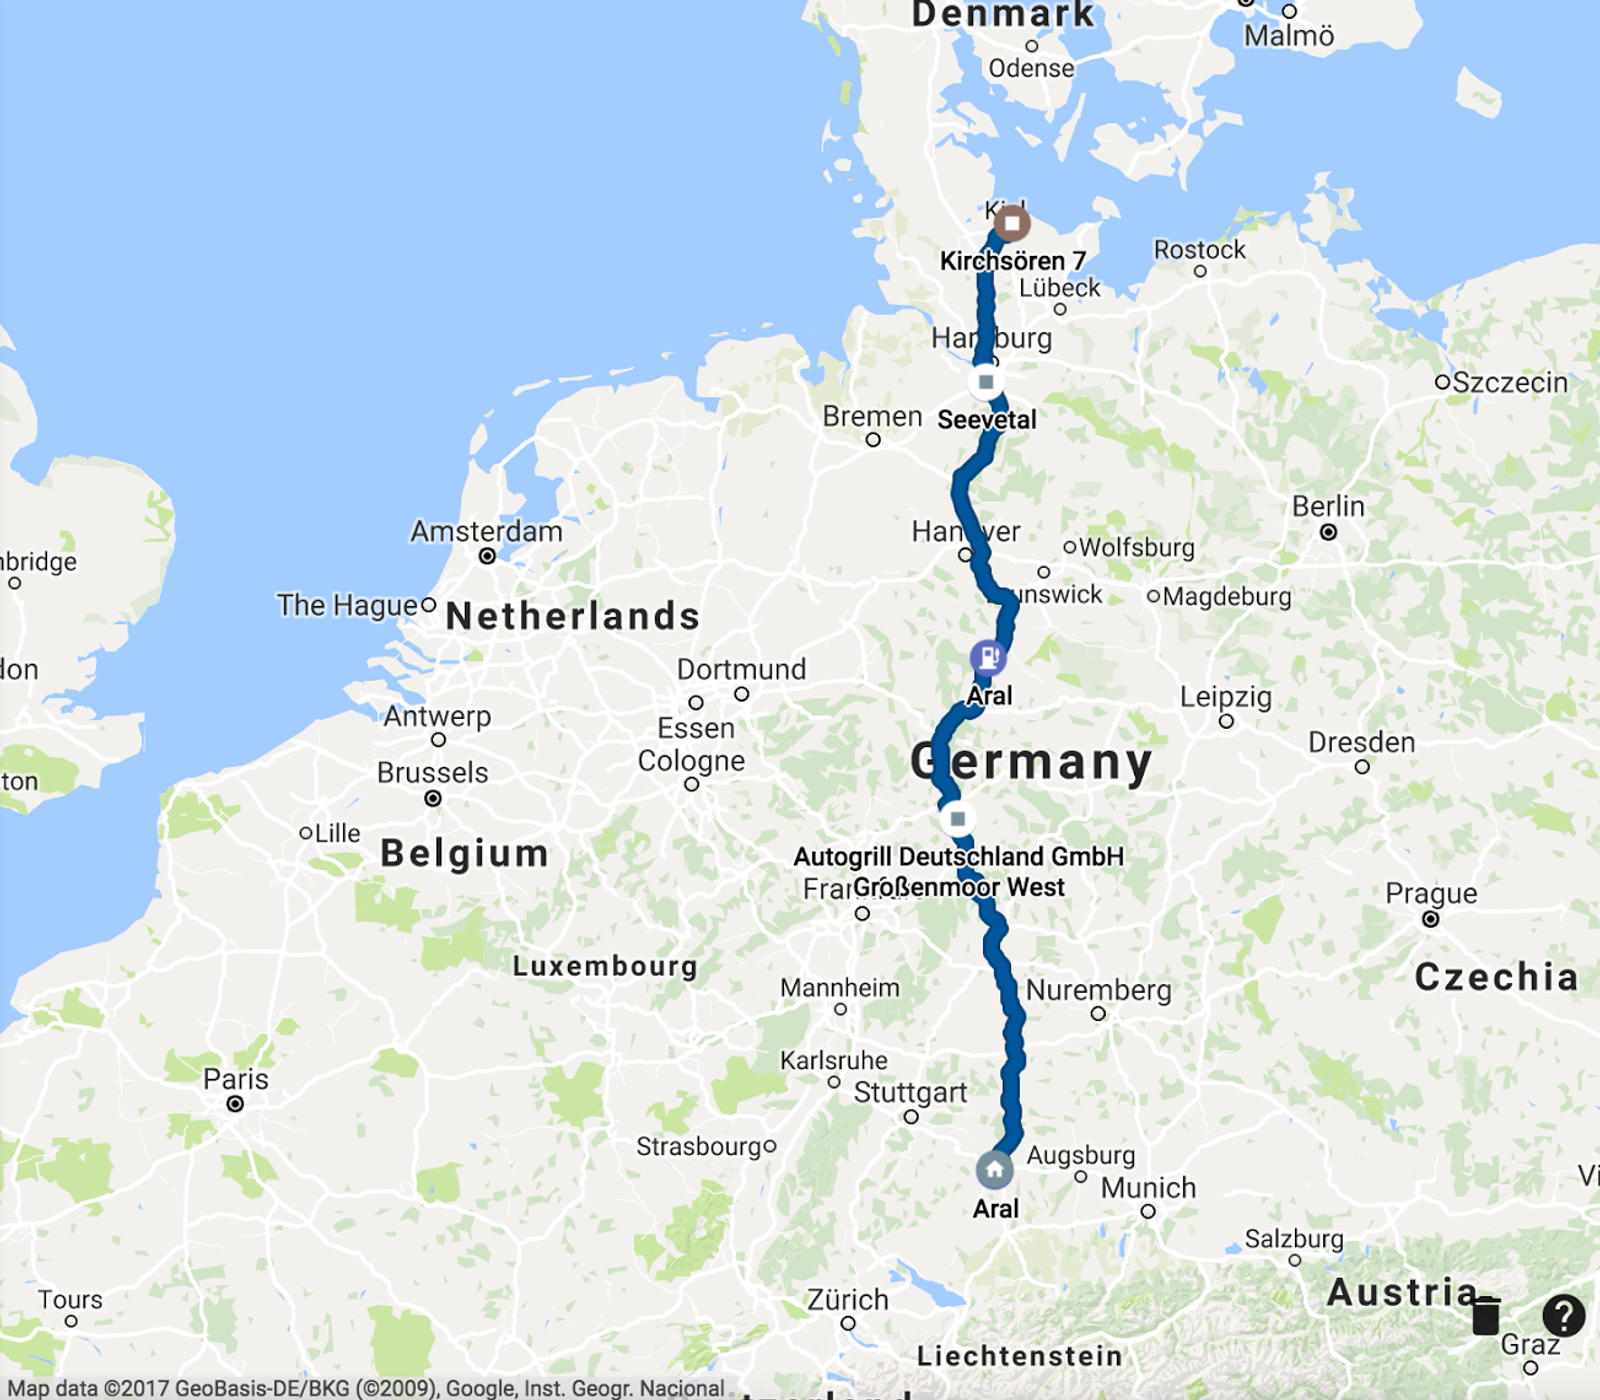 Denmark
Malmö
Odense
Kiel
Kirchsören 7
Rostock
Lübeck
Hamburg
Szczecin
Seevetal
Bremen
Berlin
Amsterdam
Hanover
Wolfsburg
nbridge
Brunswick
Magdeburg
The Hague
Netherlands
don
Dortmund
Aral
Leipzig
Antwerp
Essen
Dresden
Cologne
Germany
Brussels
ton
Lille
Belgium
Autogrill Deutschland GmbH
Großenmoor West
Frankfurt
Prague
Luxembourg
Czechia
Mannheim
Nuremberg
Karlsruhe
Paris
Stuttgart
Strasbourg
Augsburg
Vi
Munich
Aral
Salzburg
Austria
Tours
Zürich
?
Graz
Liechtenstein
Map data ©2017 GeoBasis-DE/BKG (©2009), Google, Inst. Geogr. Nacional